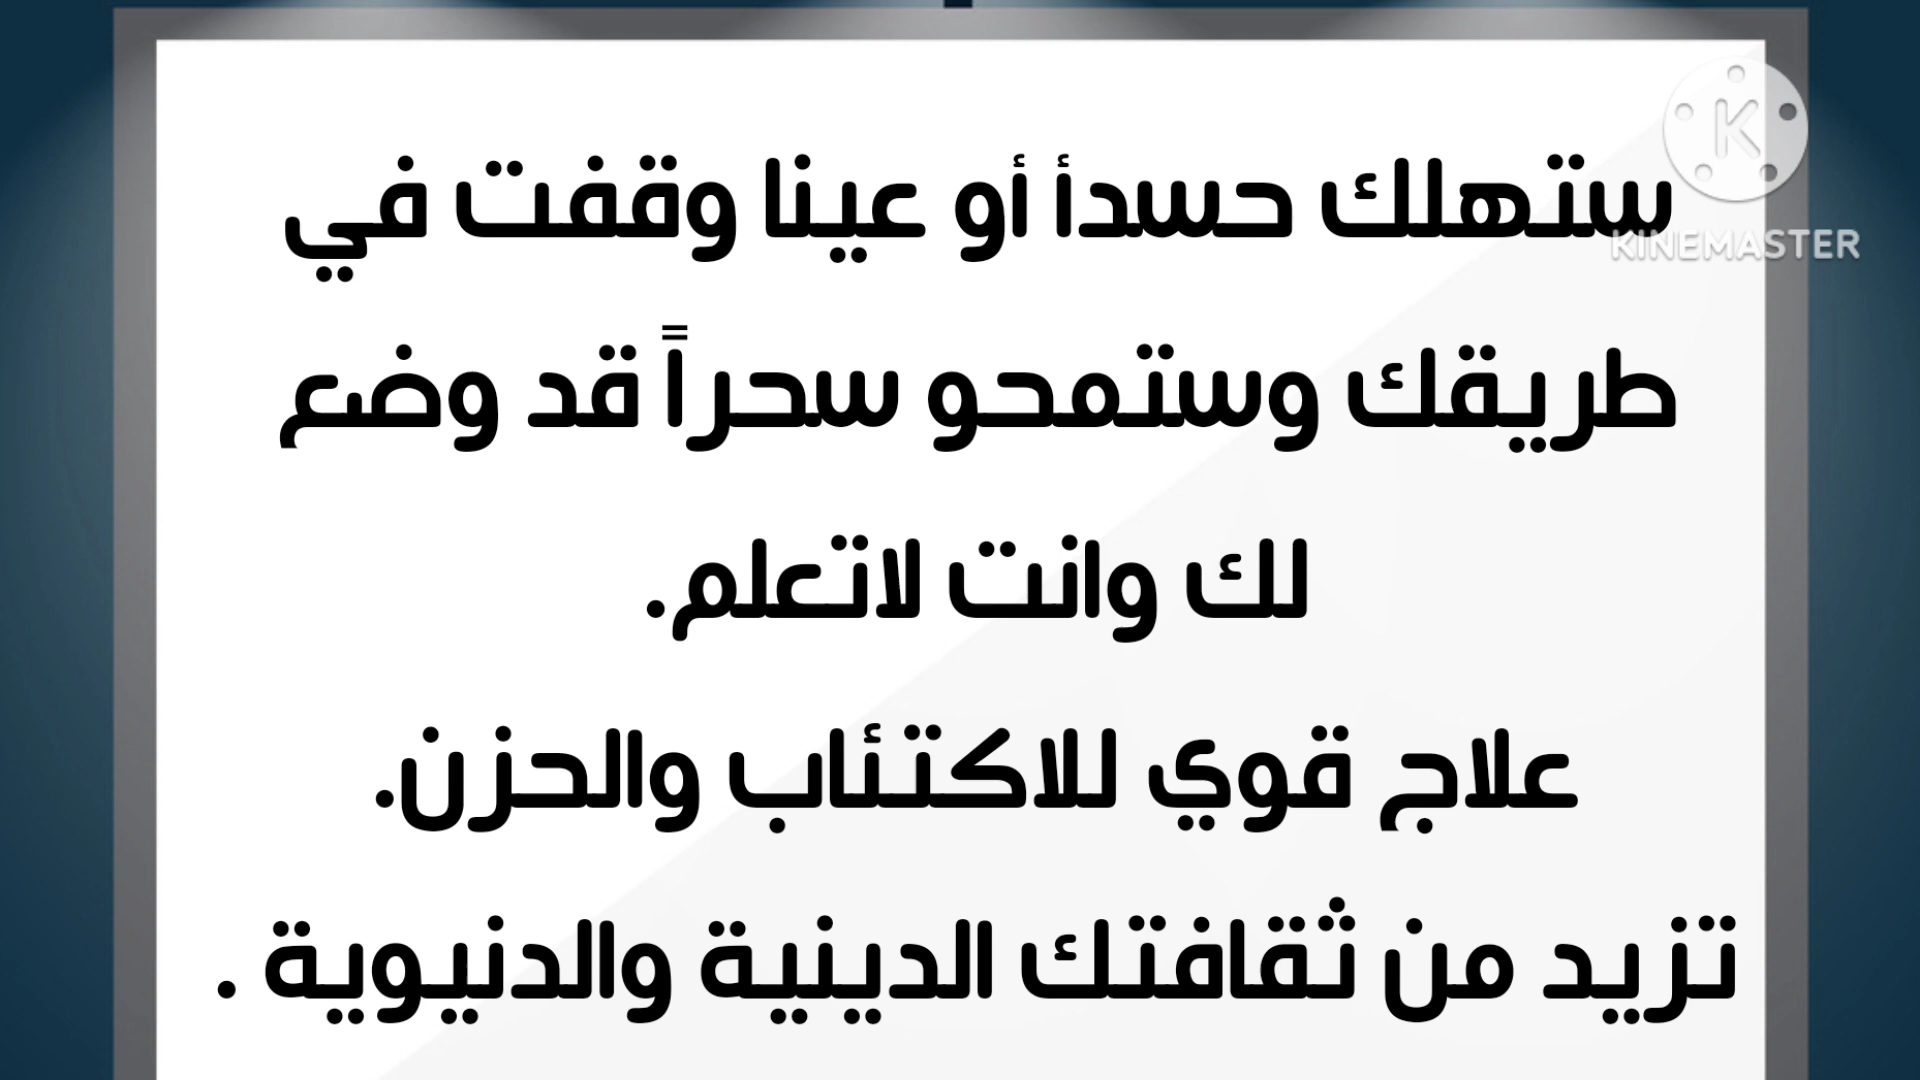 ستهلك حسدأ أو عينا وقفت في
طريقك وستمحو سحراً قد وضع
لك وانت لاتعلم.
علاج قوي للاكتئاب والحزن.
تزيد من ثقافتك الدينية والدنيوية .
K
KINEMASTER